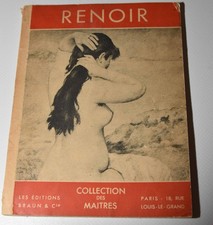 RENOIR
LES EDITIONS
BRAUN & Cie
COLLECTION
DES
MAITRES
PARIS - 18, RUE
LOUIS-LE-GRAND